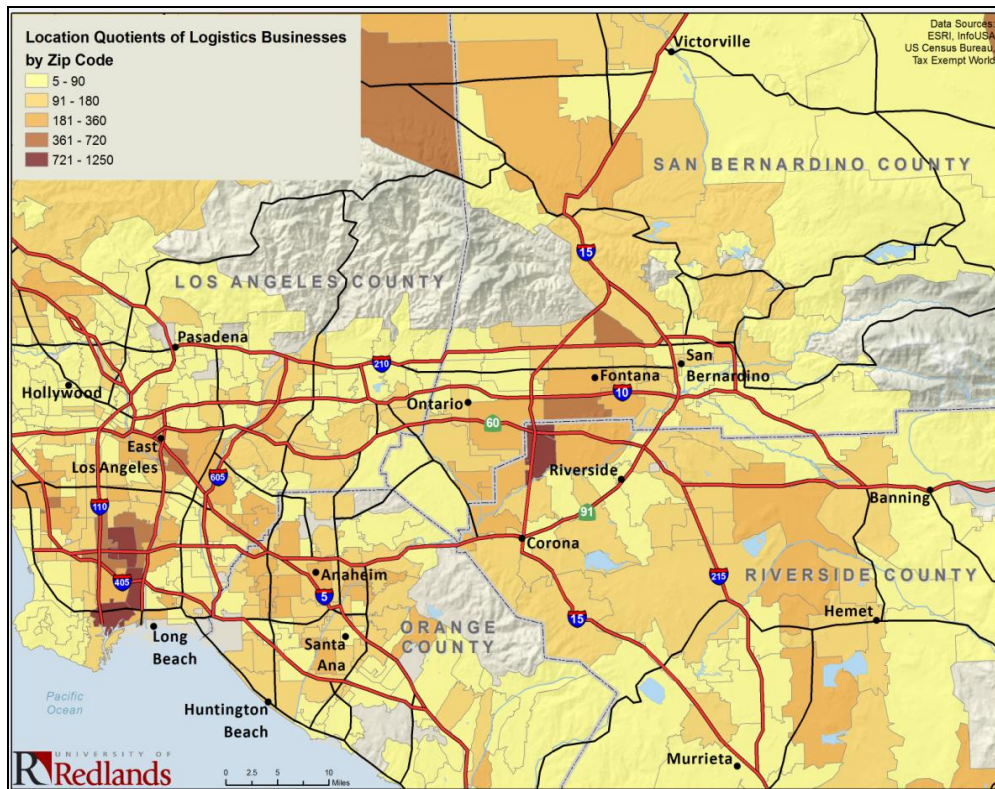 Location Quotients of Logistics Businesses
by Zip Code
5 - 90
91 - 180
181 - 360
361 - 720
721 - 1250
Data Sources:
ESRI, InfoUSA
US Census Bureau,
Tax Exempt World
Victorville
SAN BERNARDINO COUNTY
15
LOS ANGELES COUNTY
Pasadena
210
San
Bernardino
Hollywood
Fontana
10
Ontario
60
East
Los Angeles
605
Riverside
Banning
110
91
Corona
405
Anaheim
5
215
RIVERSIDE COUNTY
15
Hemet
Long
Beach
Santa
Ana
ORANGE
COUNTY
Pacific
Ocean
Huntington
Beach
Murrieta
R UNIVERSITY OF
Redlands
0 2.5 5 10
Miles